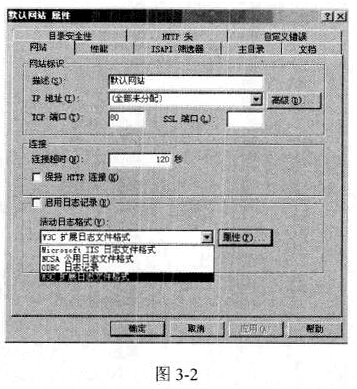 默认网站 属性
目录安全性 HTTP 头 自定义错误
网站 性能 ISAPI 筛选器 主目录 文档
网站标识
描述(S): 默认网站
IP 地址(I): (全部未分配) 高级(D)...
TCP 端口(T): 80 SSL 端口(L):
连接
连接超时(N): 120 秒
保持 HTTP 连接(K)
启用日志记录(E)
活动日志格式(V):
W3C 扩展日志文件格式 属性(P)...
Microsoft IIS 日志文件格式
NCSA 公用日志文件格式
ODBC 日志记录
W3C 扩展日志文件格式
确定 取消 应用(A) 帮助
图 3-2